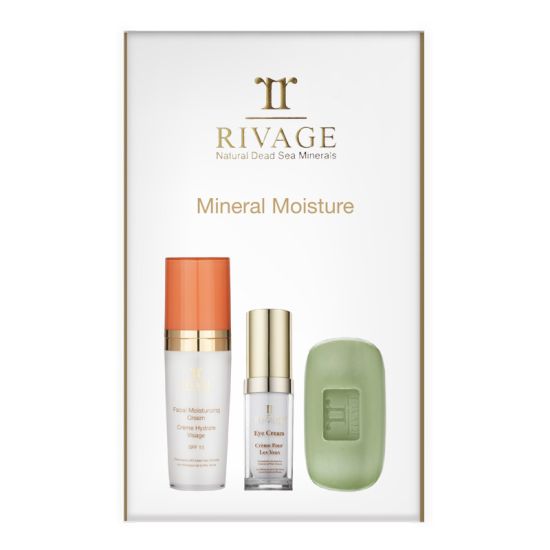 RIVAGE
Natural Dead Sea Minerals
Mineral Moisture
Facial Moisturizing
Cream
Crème Hydrate
Visage
SPF 15
Eye Cream
Crème Pour
Les Yeux